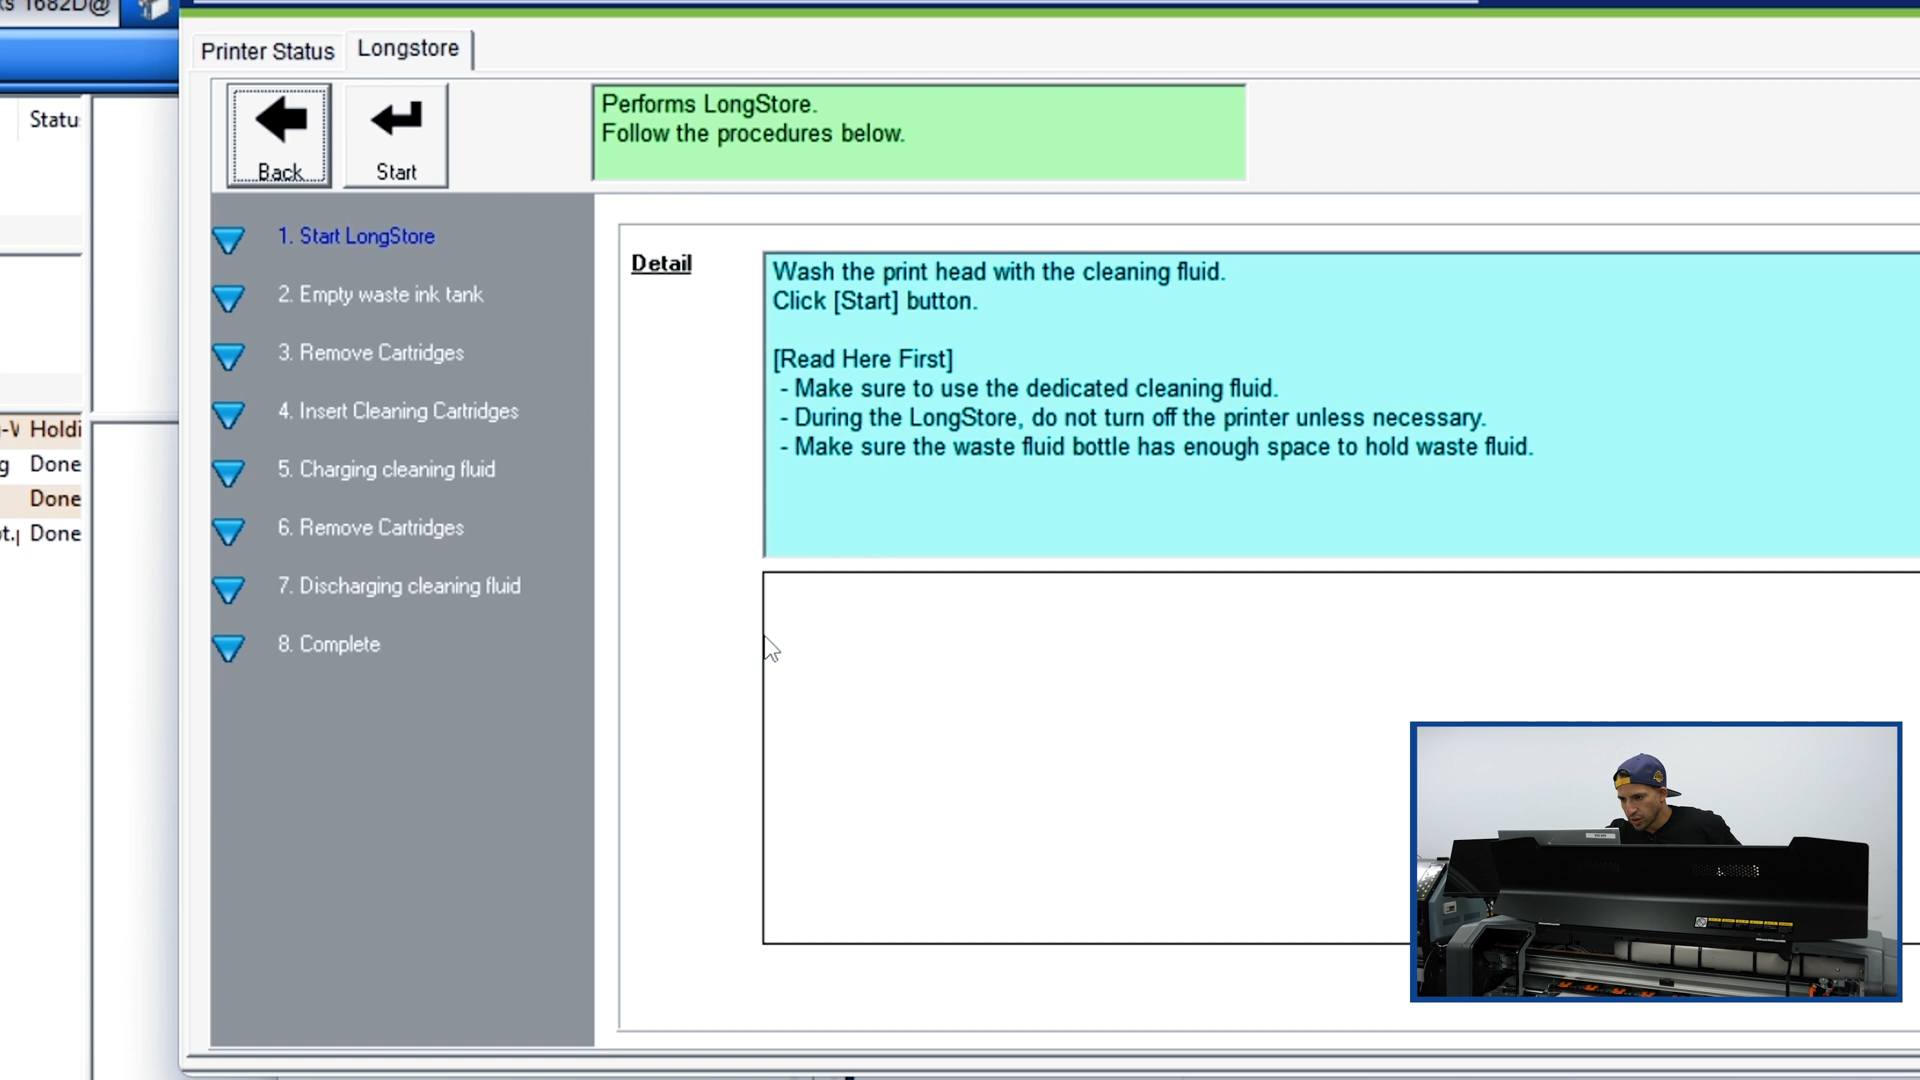 1682D@
Printer Status
Longstore
Back
Start
Performs LongStore.
Follow the procedures below.
Statu
Holdi
Done
Done
Done
1. Start LongStore
2. Empty waste ink tank
3. Remove Cartridges
4. Insert Cleaning Cartridges
5. Charging cleaning fluid
6. Remove Cartridges
7. Discharging cleaning fluid
8. Complete
Detail
Wash the print head with the cleaning fluid.
Click [Start] button.
[Read Here First]
- Make sure to use the dedicated cleaning fluid.
- During the LongStore, do not turn off the printer unless necessary.
- Make sure the waste fluid bottle has enough space to hold waste fluid.